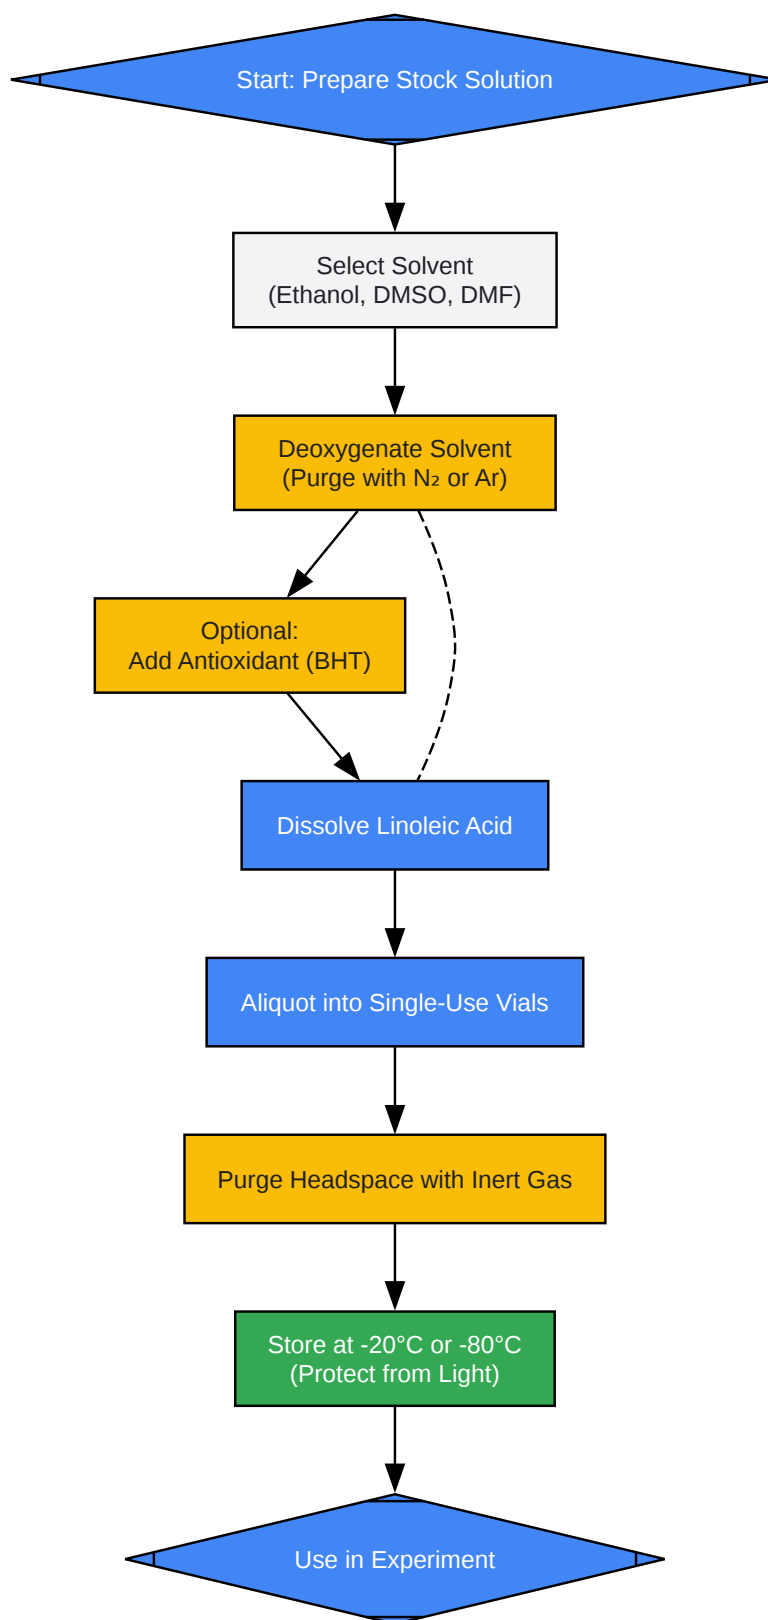 Start: Prepare Stock Solution
Select Solvent
(Ethanol, DMSO, DMF)
Deoxygenate Solvent
(Purge with N₂ or Ar)
Optional:
Add Antioxidant (BHT)
Dissolve Linoleic Acid
Aliquot into Single-Use Vials
Purge Headspace with Inert Gas
Store at -20°C or -80°C
(Protect from Light)
Use in Experiment